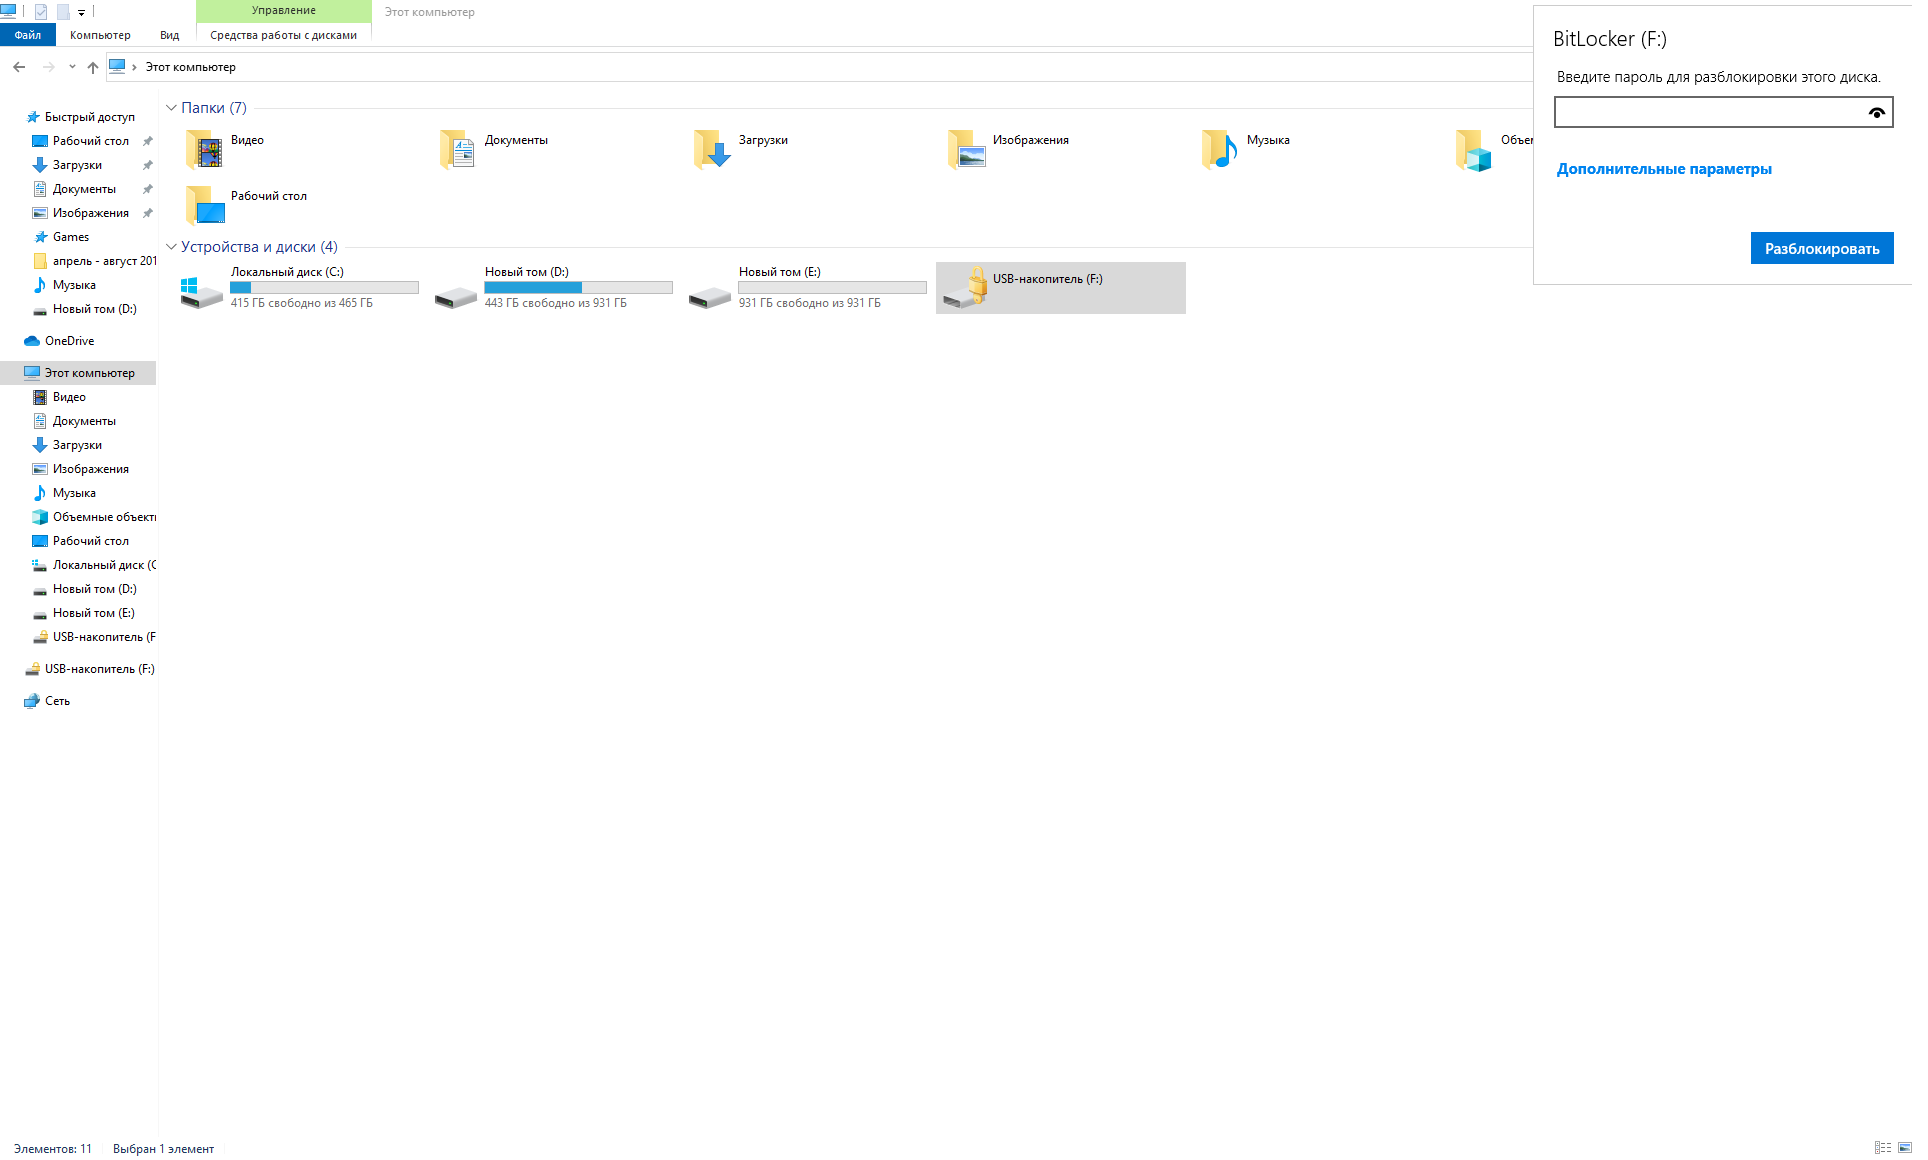 Управление
Этот компьютер
Файл
Компьютер
Вид
Средства работы с дисками
Этот компьютер
BitLocker (F:)
Введите пароль для разблокировки этого диска.
Дополнительные параметры
Разблокировать
Быстрый доступ
Рабочий стол
Загрузки
Документы
Изображения
Games
апрель - август 201
Музыка
Новый том (D:)
OneDrive
Этот компьютер
Видео
Документы
Загрузки
Изображения
Музыка
Объемные объекты
Рабочий стол
Локальный диск (C
Новый том (D:)
Новый том (E:)
USB-накопитель (F
USB-накопитель (F:)
Сеть
Папки (7)
Видео
Документы
Загрузки
Изображения
Музыка
Объем
Рабочий стол
Устройства и диски (4)
Локальный диск (C:)
415 ГБ свободно из 465 ГБ
Новый том (D:)
443 ГБ свободно из 931 ГБ
Новый том (E:)
931 ГБ свободно из 931 ГБ
USB-накопитель (F:)
Элементов: 11
Выбран 1 элемент